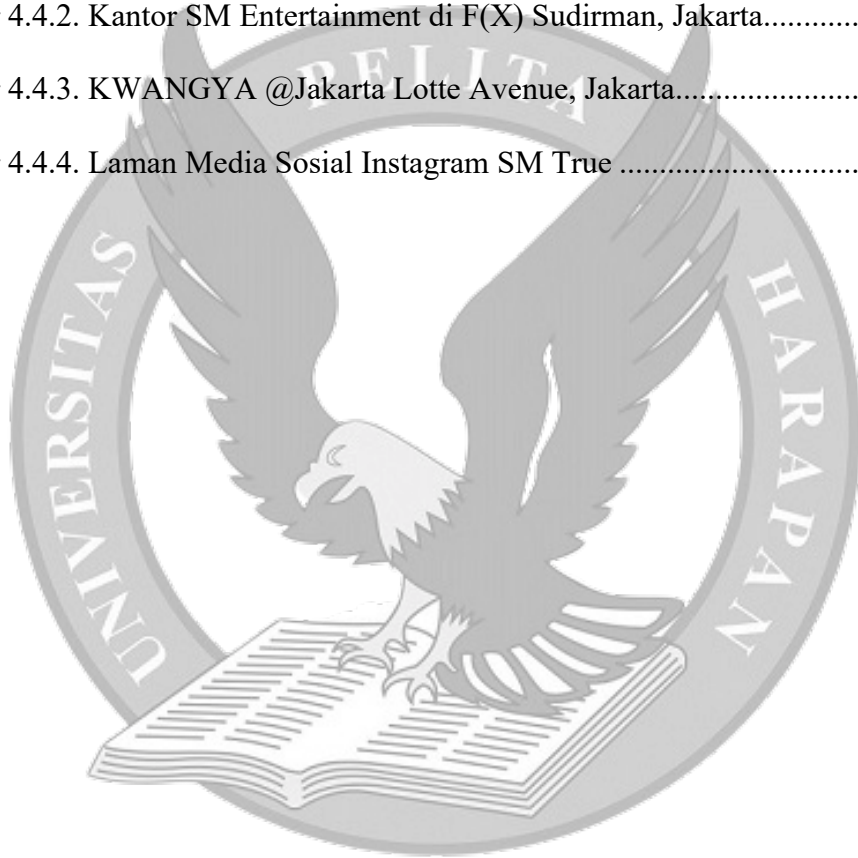 4.4.2. Kantor SM Entertainment di F(X) Sudirman, Jakarta.............
4.4.3. KWANGYA @Jakarta Lotte Avenue, Jakarta.......................
4.4.4. Laman Media Sosial Instagram SM True .............................
UNIVERSITAS PELITA HARAPAN